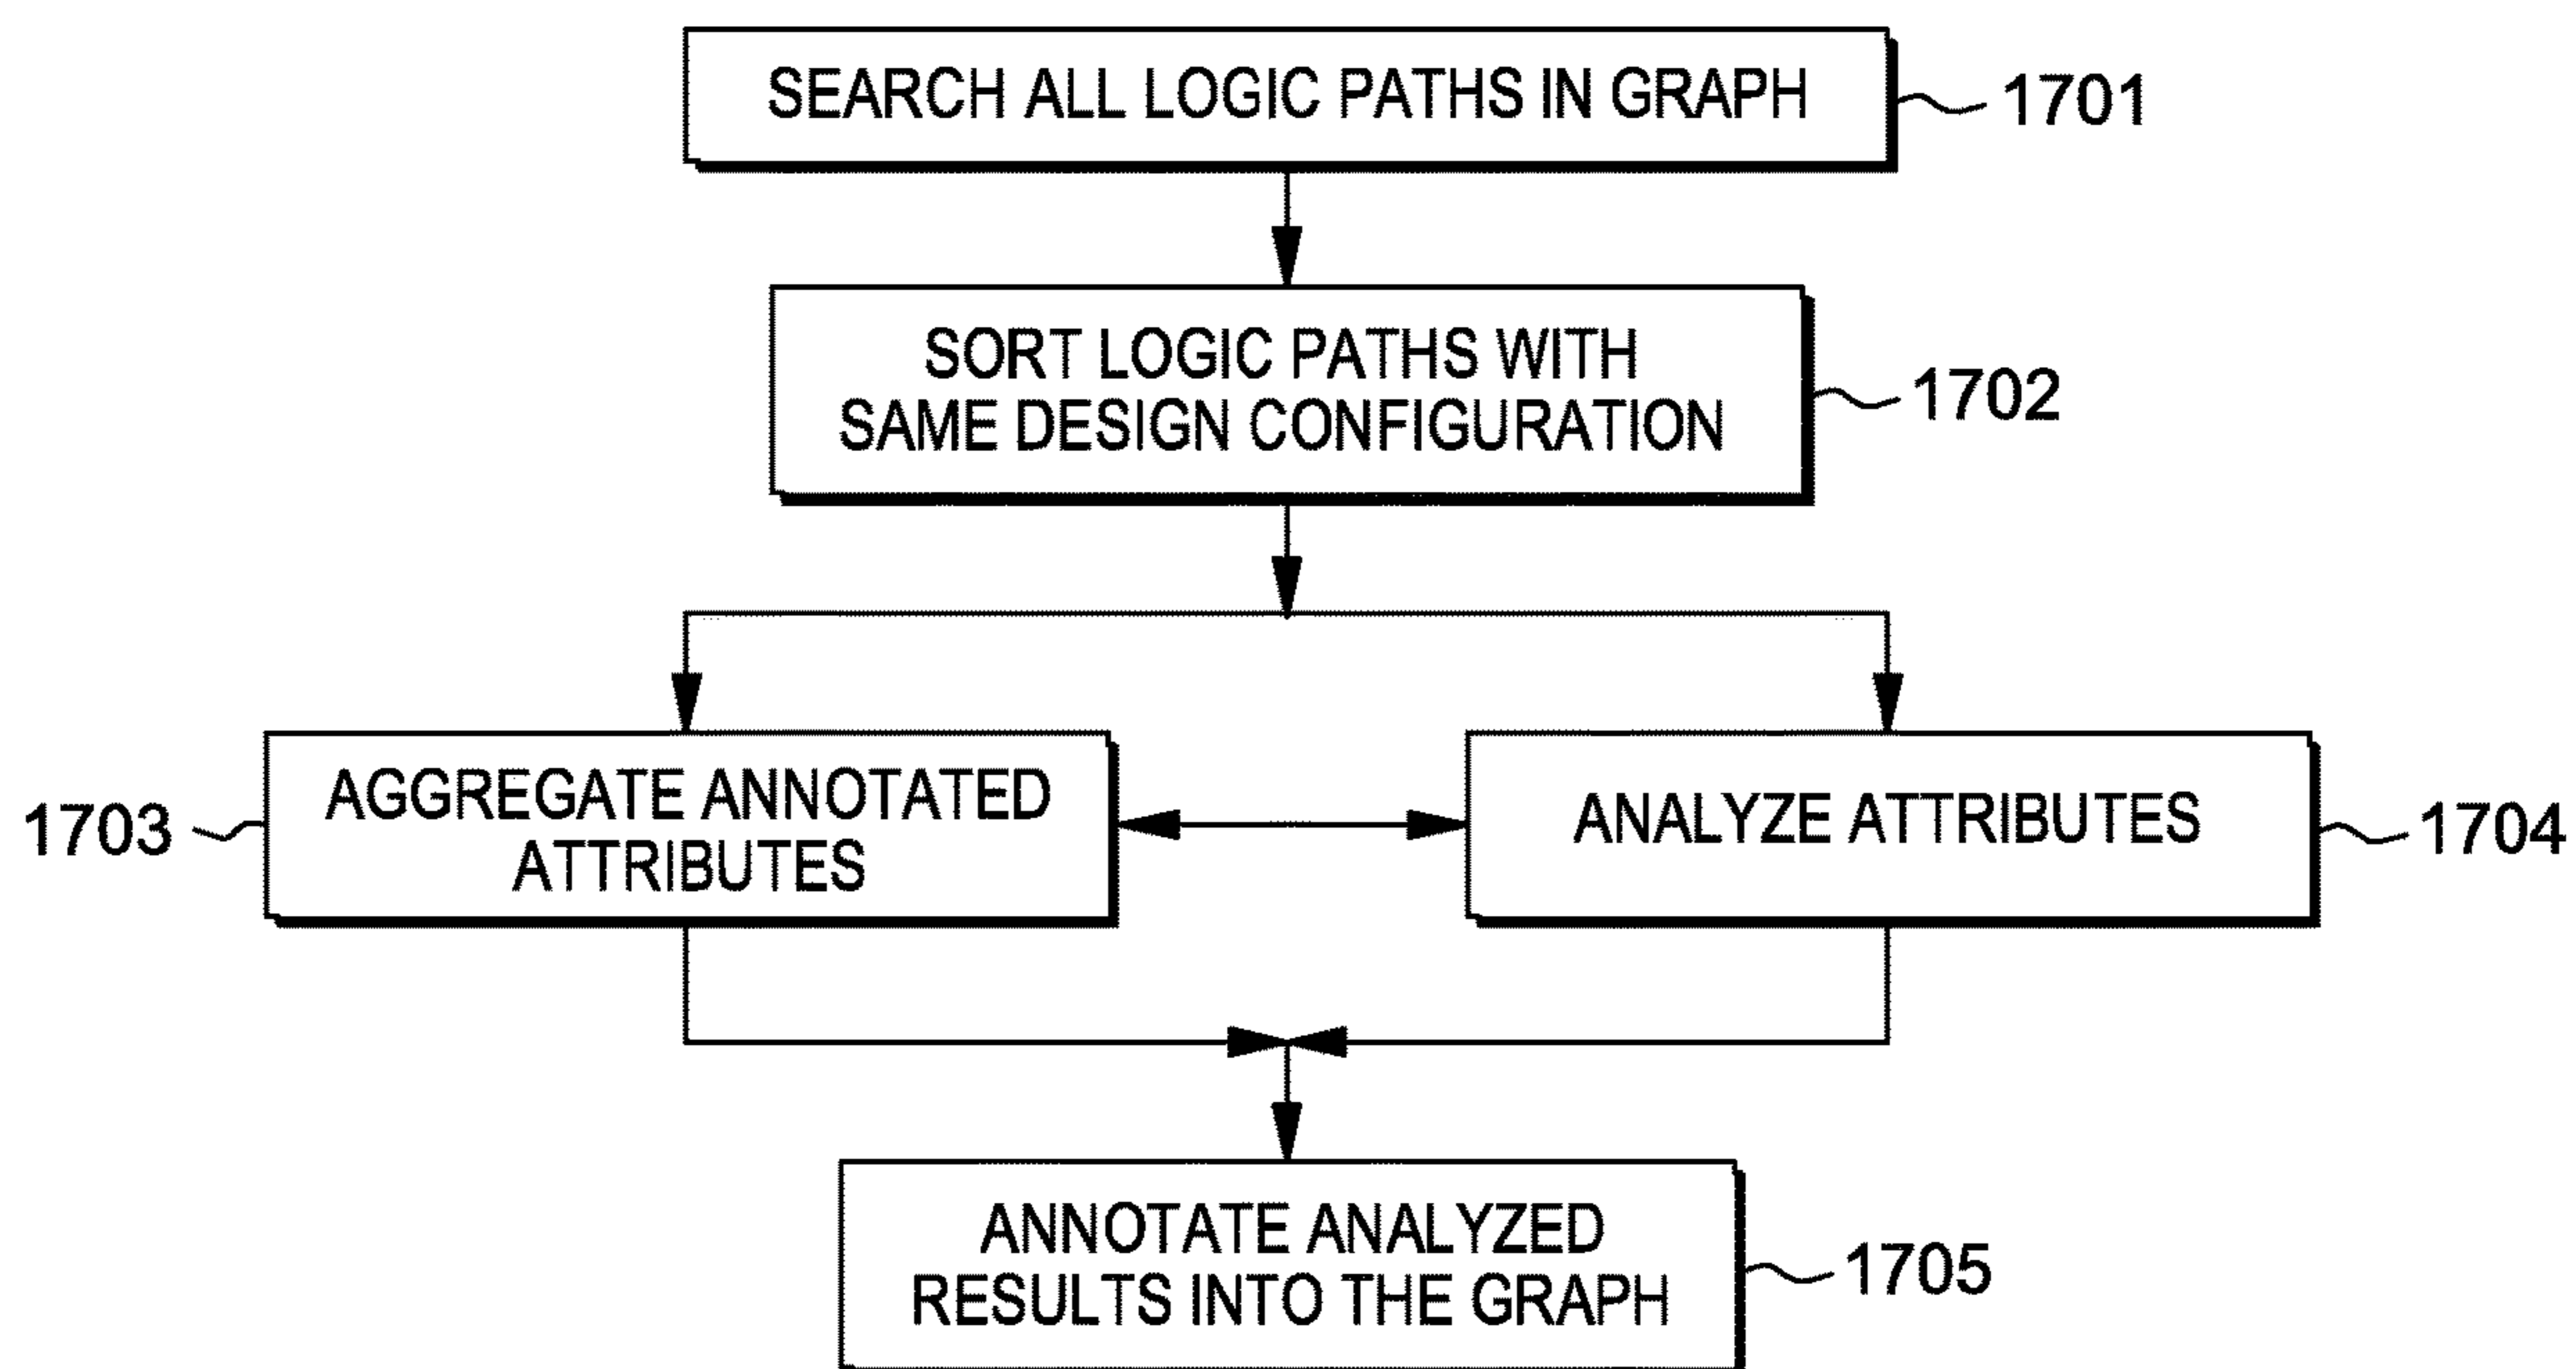 SEARCH ALL LOGIC PATHS IN GRAPH
1701
SORT LOGIC PATHS WITH
SAME DESIGN CONFIGURATION
1702
1703
AGGREGATE ANNOTATED
ATTRIBUTES
ANALYZE ATTRIBUTES
1704
ANNOTATE ANALYZED
RESULTS INTO THE GRAPH
1705